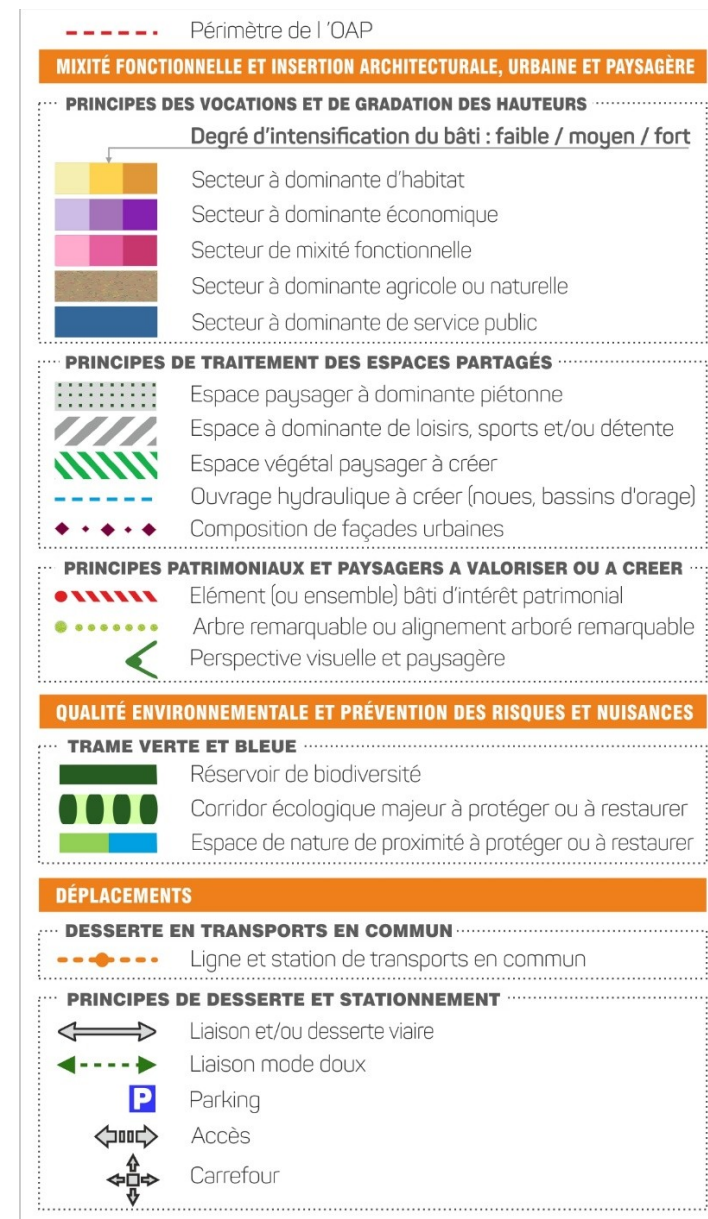 Périmètre de l 'OAP
MIXITÉ FONCTIONNELLE ET INSERTION ARCHITECTURALE, URBAINE ET PAYSAGÈRE
PRINCIPES DES VOCATIONS ET DE GRADATION DES HAUTEURS
Degré d'intensification du bâti : faible / moyen / fort
Secteur à dominante d'habitat
Secteur à dominante économique
Secteur de mixité fonctionnelle
Secteur à dominante agricole ou naturelle
Secteur à dominante de service public
PRINCIPES DE TRAITEMENT DES ESPACES PARTAGÉS
Espace paysager à dominante piétonne
Espace à dominante de loisirs, sports et/ou détente
Espace végétal paysager à créer
Ouvrage hydraulique à créer (noues, bassins d'orage)
Composition de façades urbaines
PRINCIPES PATRIMONIAUX ET PAYSAGERS A VALORISER OU A CREER
Elément (ou ensemble) bâti d'intérêt patrimonial
Arbre remarquable ou alignement arboré remarquable
Perspective visuelle et paysagère
QUALITÉ ENVIRONNEMENTALE ET PRÉVENTION DES RISQUES ET NUISANCES
TRAME VERTE ET BLEUE
Réservoir de biodiversité
Corridor écologique majeur à protéger ou à restaurer
Espace de nature de proximité à protéger ou à restaurer
DÉPLACEMENTS
DESSERTE EN TRANSPORTS EN COMMUN
Ligne et station de transports en commun
PRINCIPES DE DESSERTE ET STATIONNEMENT
Liaison et/ou desserte viaire
Liaison mode doux
P Parking
Accès
Carrefour